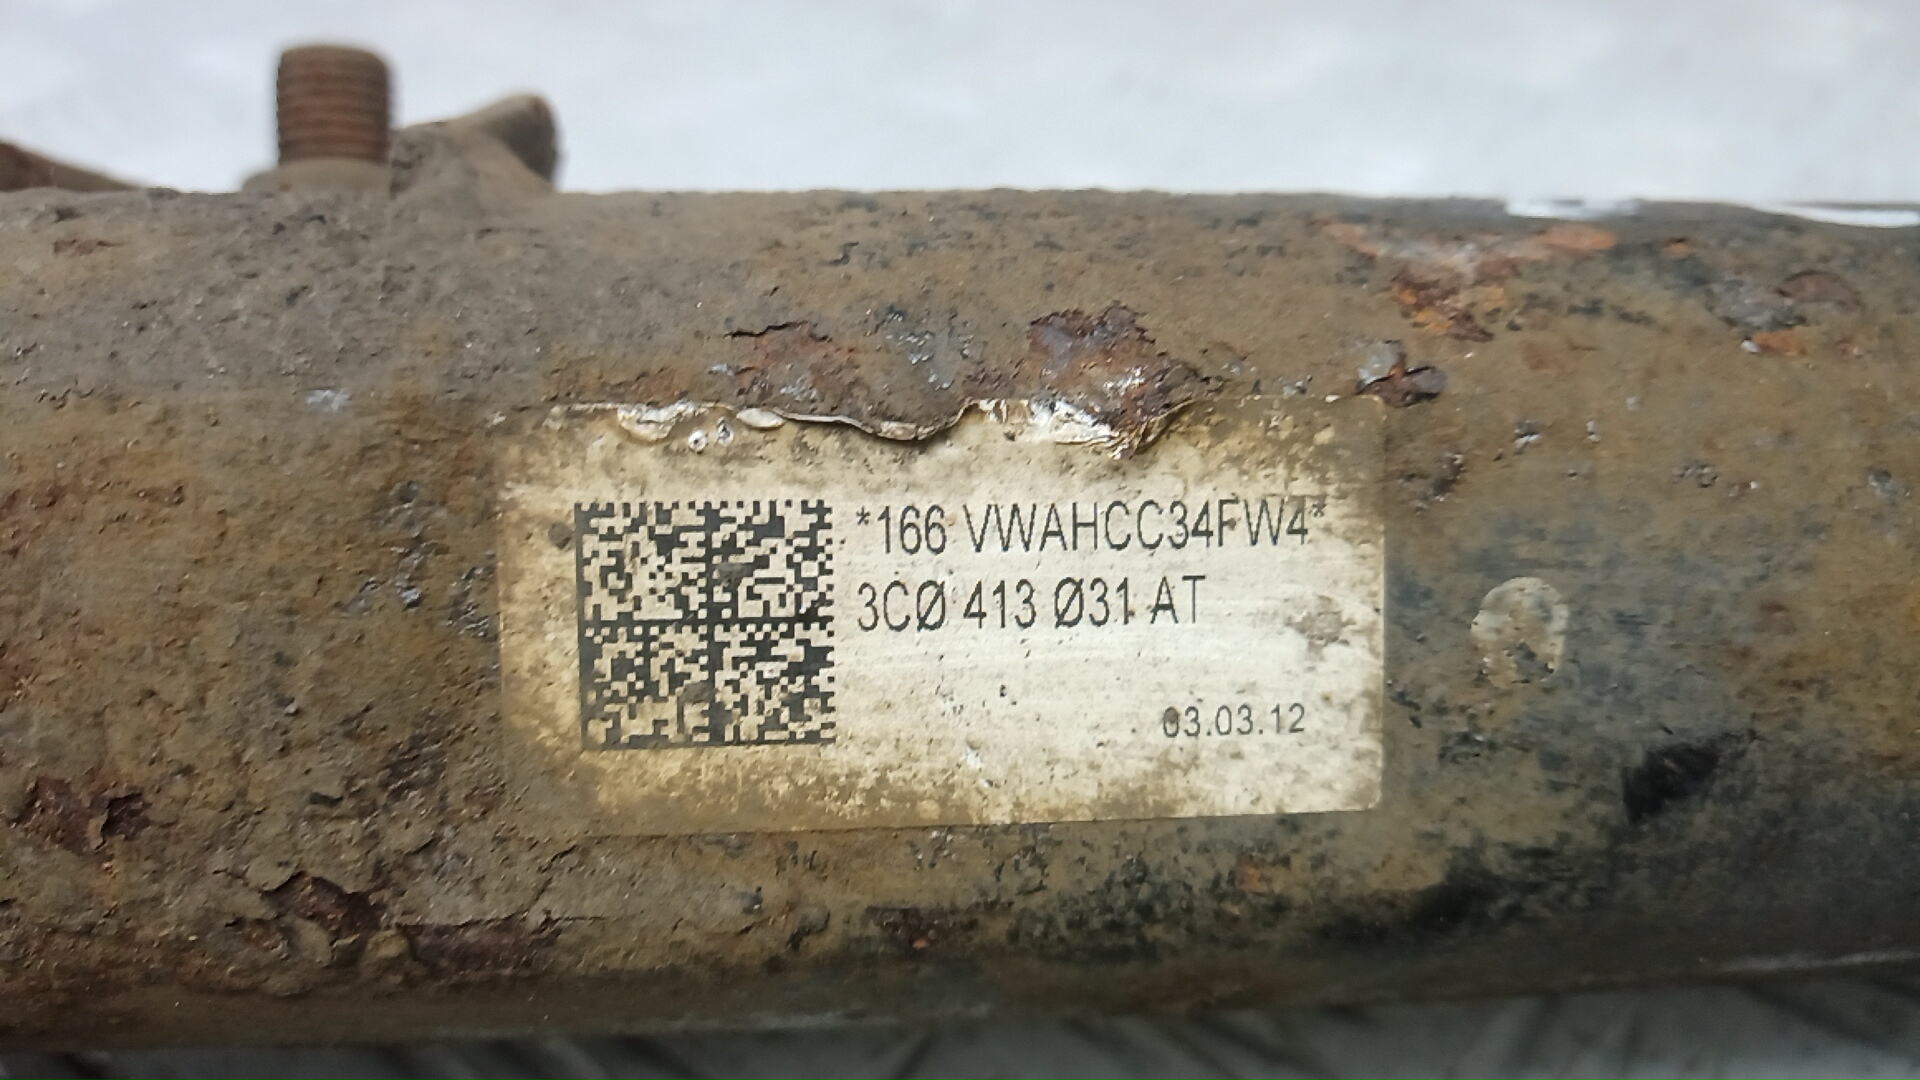 *166 VWAHCC34FW4*
3CØ 413 Ø31 AT
03.03.12